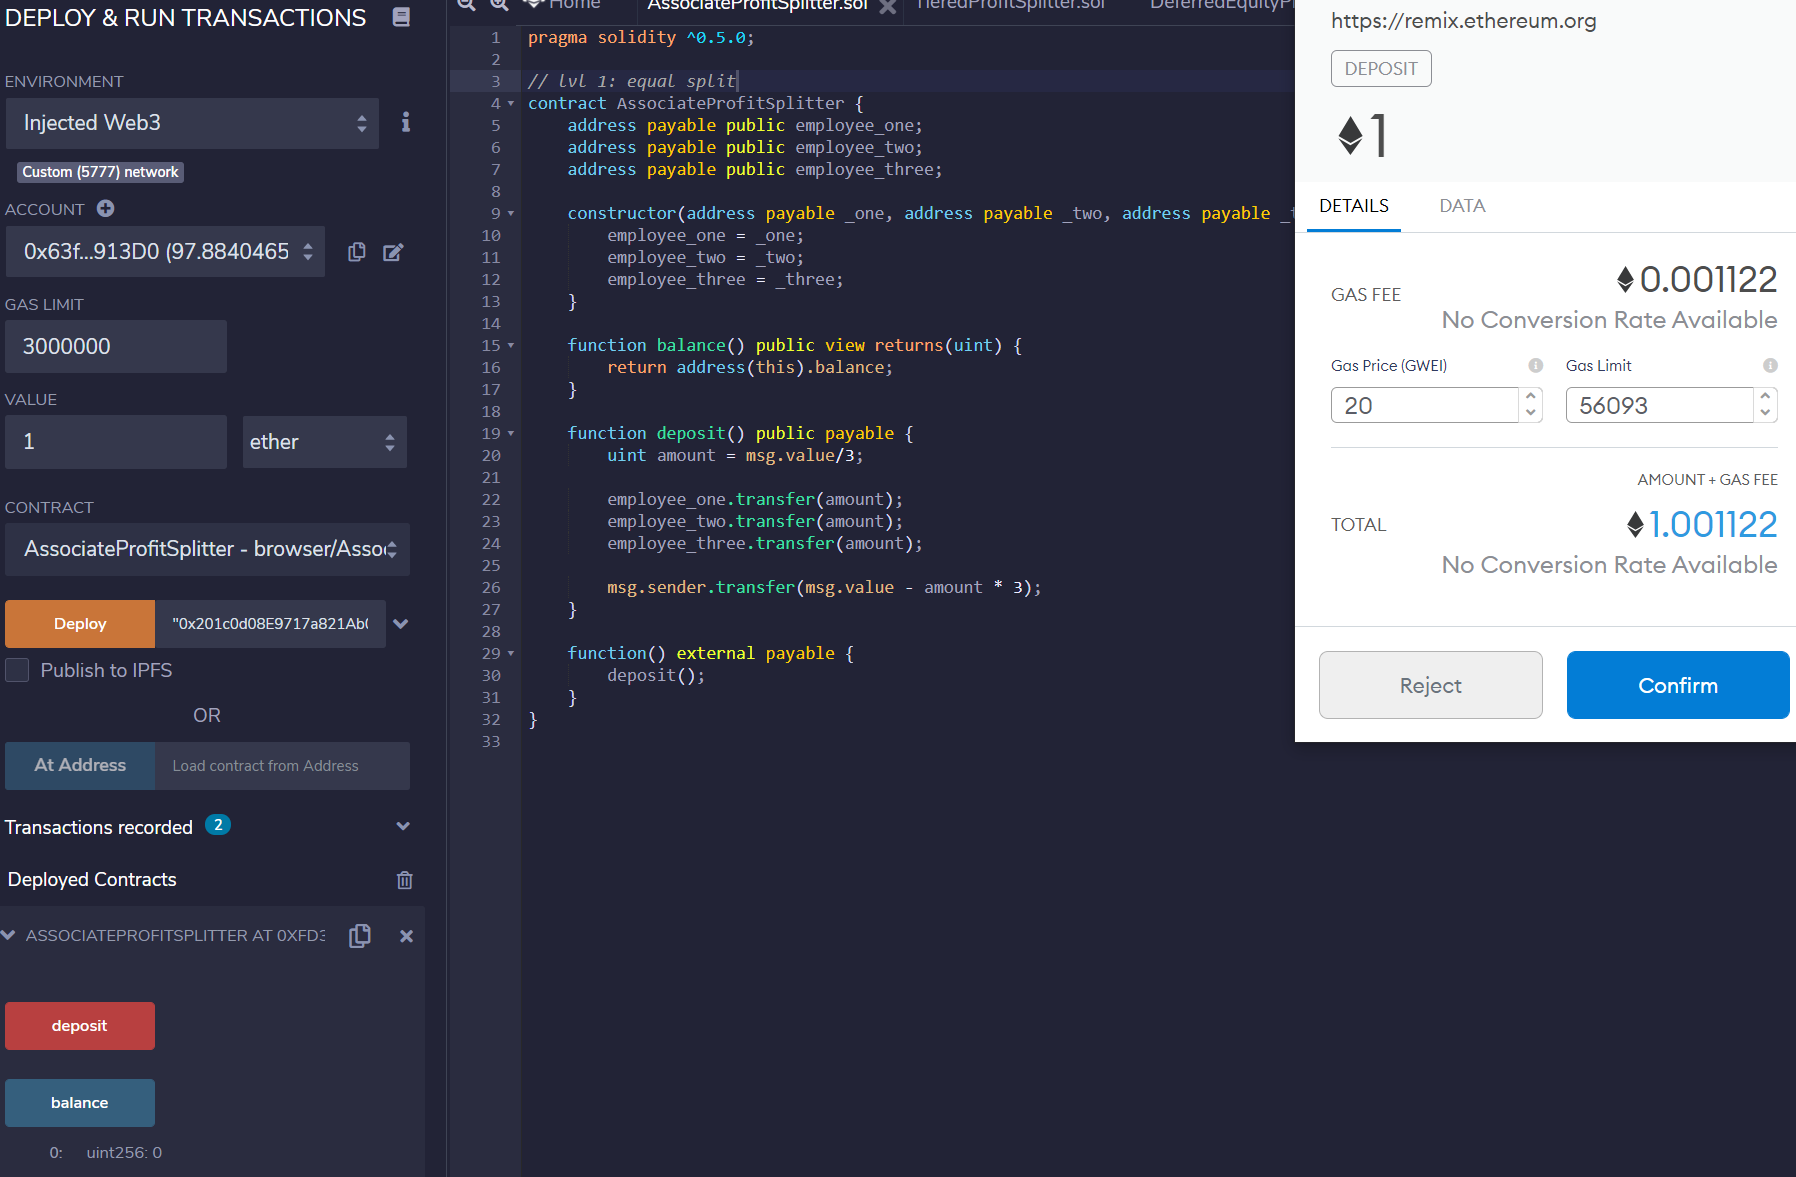 DEPLOY & RUN TRANSACTIONS
ENVIRONMENT
Injected Web3
Custom (5777) network
ACCOUNT
0x63f...913D0 (97.8840465
GAS LIMIT
3000000
VALUE
1
ether
CONTRACT
AssociateProfitSplitter - browser/Asso
Deploy
"0x201c0d08E9717a821Ab
Publish to IPFS
OR
At Address
Load contract from Address
Transactions recorded 2
Deployed Contracts
ASSOCIATEPROFITSPLITTER AT 0XFD3
deposit
balance
0: uint256: 0
Home
AssociateProfitSplitter.sol
TieredProfitSplitter.sol
DeferredEquityP
1 pragma solidity ^0.5.0;
2
3 // lvl 1: equal split
4 contract AssociateProfitSplitter {
5 address payable public employee_one;
6 address payable public employee_two;
7 address payable public employee_three;
8
9 constructor(address payable _one, address payable _two, address payable _t
10 employee_one = _one;
11 employee_two = _two;
12 employee_three = _three;
13 }
14
15 function balance() public view returns(uint) {
16 return address(this).balance;
17 }
18
19 function deposit() public payable {
20 uint amount = msg.value/3;
21
22 employee_one.transfer(amount);
23 employee_two.transfer(amount);
24 employee_three.transfer(amount);
25
26 msg.sender.transfer(msg.value - amount * 3);
27 }
28
29 function() external payable {
30 deposit();
31 }
32 }
33
https://remix.ethereum.org
DEPOSIT
1
DETAILS
DATA
GAS FEE
0.001122
No Conversion Rate Available
Gas Price (GWEI)
Gas Limit
20
56093
AMOUNT + GAS FEE
TOTAL
1.001122
No Conversion Rate Available
Reject
Confirm